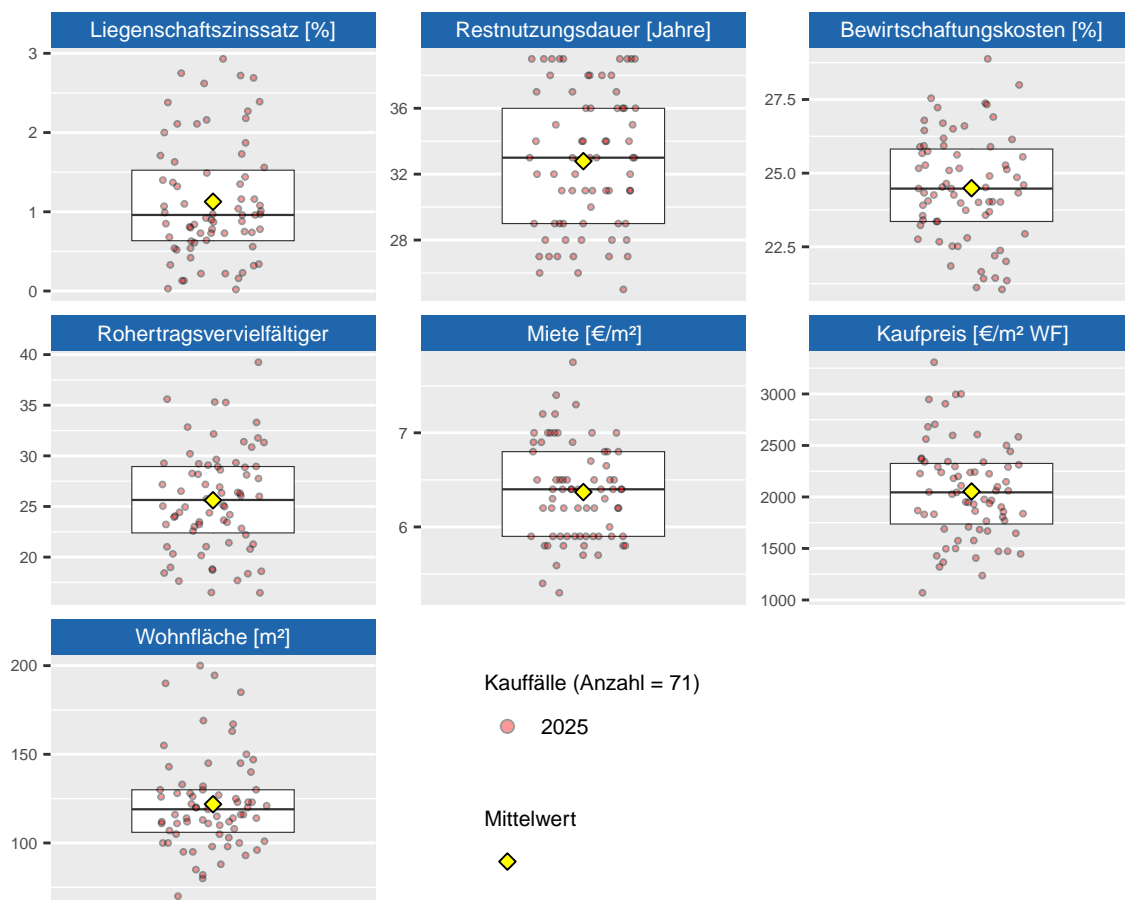 Liegenschaftszinssatz [%]
Restnutzungsdauer [Jahre]
Bewirtschaftungskosten [%]
3
2
1
0
36
32
28
27.5
25.0
22.5
Rohertragsvervielfältiger
Miete [€/m²]
Kaufpreis [€/m² WF]
40
35
30
25
20
7
6
3000
2500
2000
1500
1000
Wohnfläche [m²]
200
150
100
Kauffälle (Anzahl = 71)
2025
Mittelwert